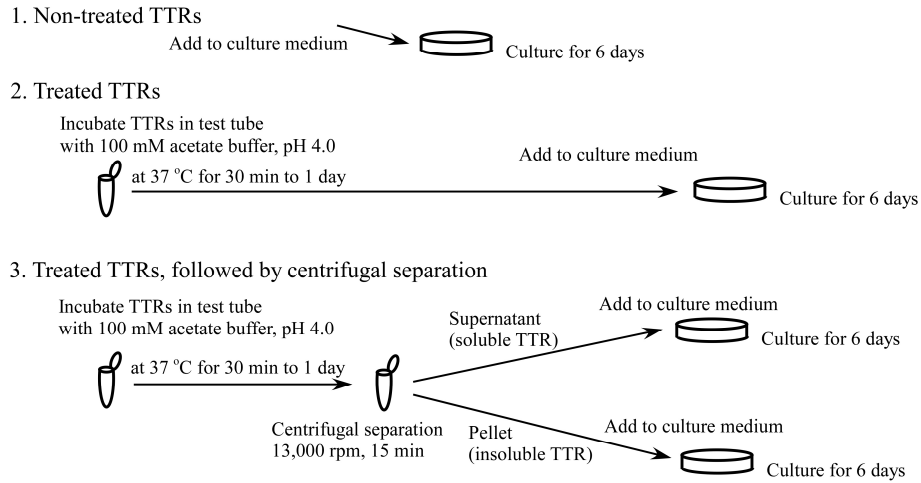 1. Non-treated TTRs
Add to culture medium
Culture for 6 days
2. Treated TTRs
Incubate TTRs in test tube
with 100 mM acetate buffer, pH 4.0
at 37 °C for 30 min to 1 day
Add to culture medium
Culture for 6 days
3. Treated TTRs, followed by centrifugal separation
Incubate TTRs in test tube
with 100 mM acetate buffer, pH 4.0
at 37 °C for 30 min to 1 day
Centrifugal separation
13,000 rpm, 15 min
Supernatant
(soluble TTR)
Add to culture medium
Culture for 6 days
Pellet
(insoluble TTR)
Add to culture medium
Culture for 6 days